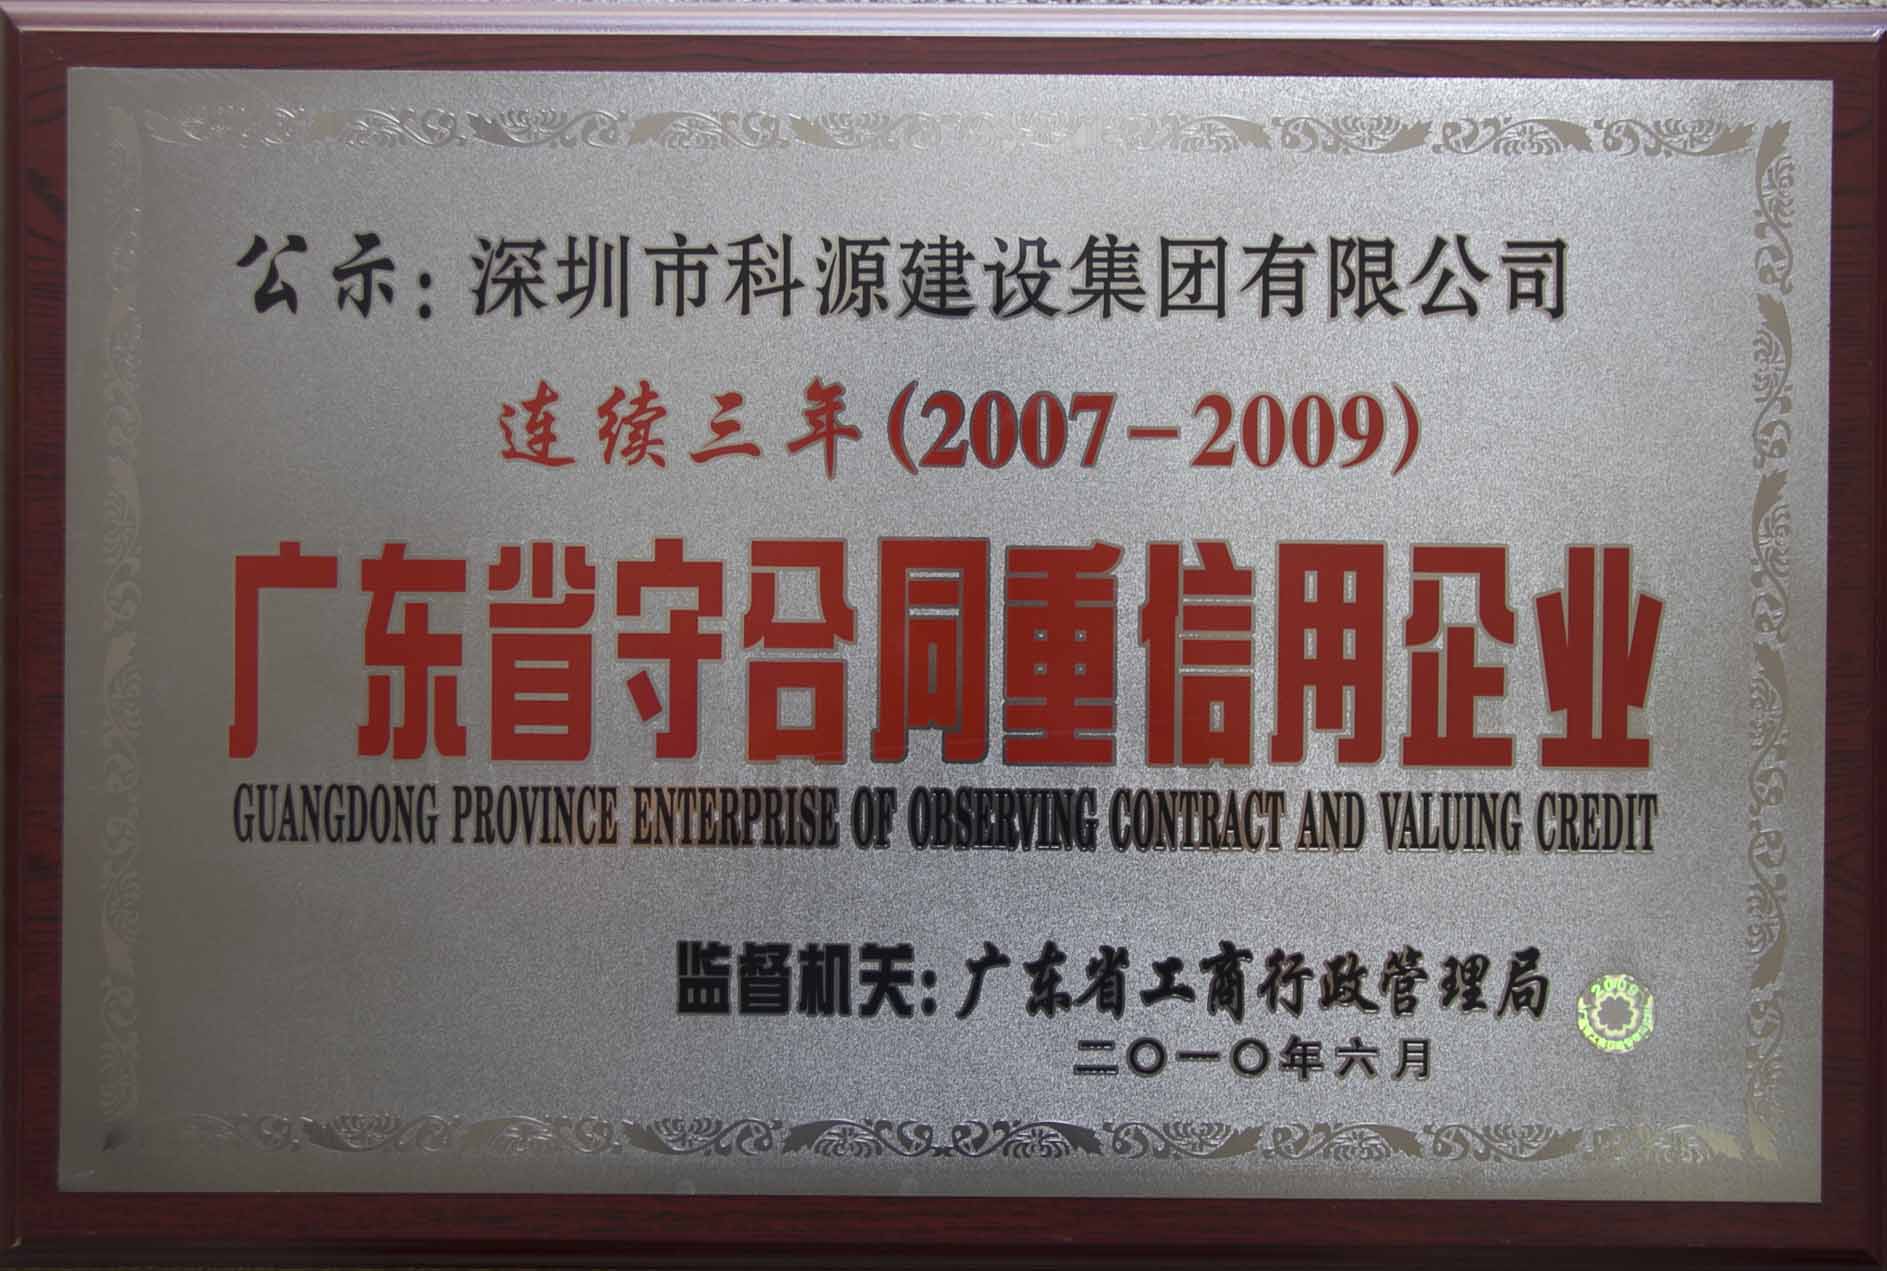 公示：深圳市科源建设集团有限公司
连续三年（2007－2009）
广东省守合同重信用企业
GUANGDONG PROVINCE ENTERPRISE OF OBSERVING CONTRACT AND VALUING CREDIT
监督机关：广东省工商行政管理局
二〇一〇年六月
2009